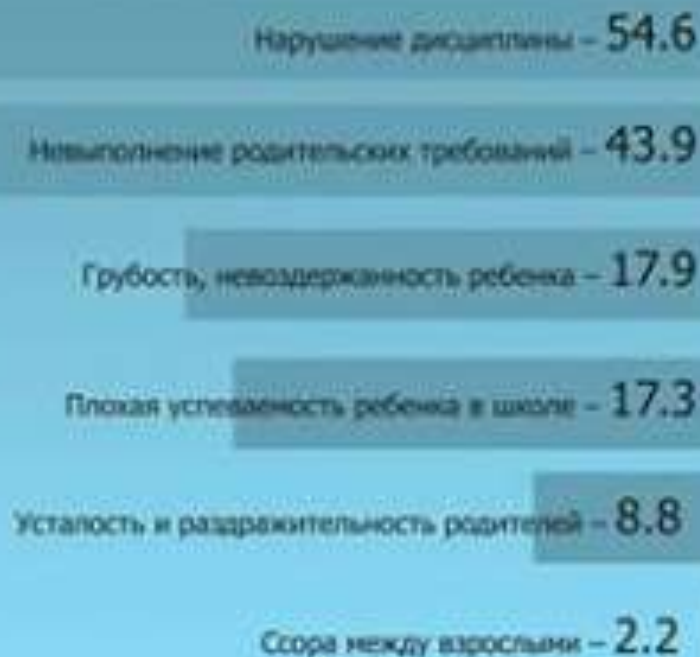 Нарушение дисциплины – 54.6
Невыполнение родительских требований – 43.9
Грубость, невоздержанность ребенка – 17.9
Плохая успеваемость ребенка в школе – 17.3
Усталость и раздражительность родителей – 8.8
Ссора между взрослыми – 2.2